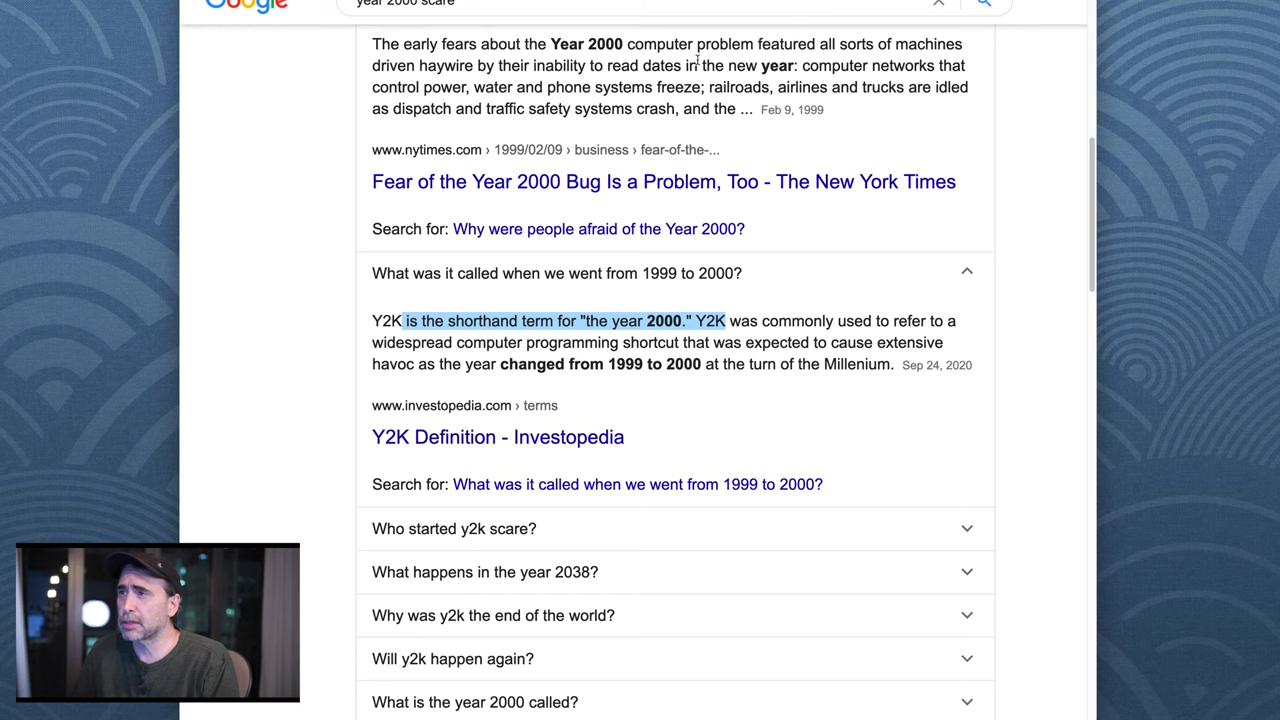 Google
year 2000 scare
The early fears about the Year 2000 computer problem featured all sorts of machines
driven haywire by their inability to read dates in the new year: computer networks that
control power, water and phone systems freeze; railroads, airlines and trucks are idled
as dispatch and traffic safety systems crash, and the ... Feb 9, 1999
www.nytimes.com › 1999/02/09 › business › fear-of-the-...
Fear of the Year 2000 Bug Is a Problem, Too - The New York Times
Search for: Why were people afraid of the Year 2000?
What was it called when we went from 1999 to 2000?
Y2K is the shorthand term for "the year 2000." Y2K was commonly used to refer to a
widespread computer programming shortcut that was expected to cause extensive
havoc as the year changed from 1999 to 2000 at the turn of the Millenium. Sep 24, 2020
www.investopedia.com › terms
Y2K Definition - Investopedia
Search for: What was it called when we went from 1999 to 2000?
Who started y2k scare?
What happens in the year 2038?
Why was y2k the end of the world?
Will y2k happen again?
What is the year 2000 called?